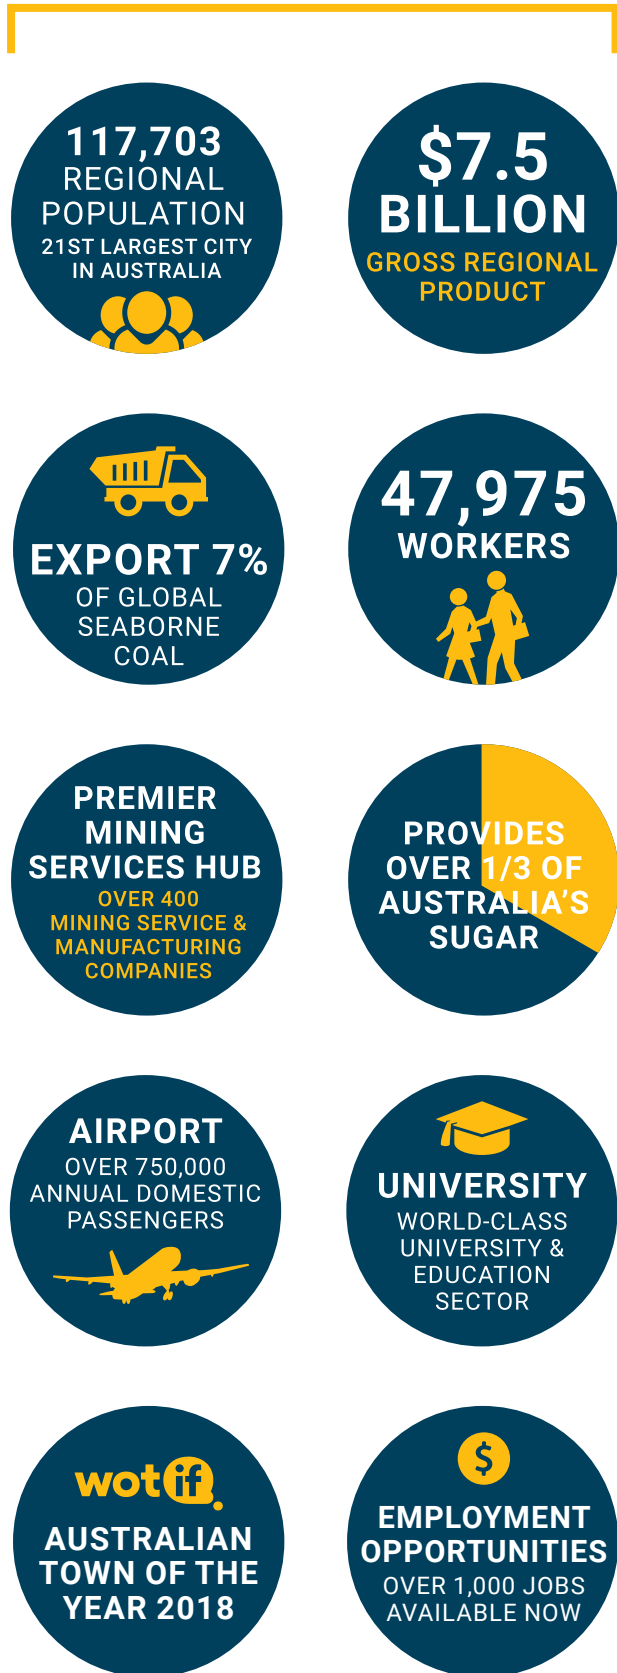 117,703
REGIONAL
POPULATION
21ST LARGEST CITY
IN AUSTRALIA
$7.5
BILLION
GROSS REGIONAL
PRODUCT
EXPORT 7%
OF GLOBAL
SEABORNE
COAL
47,975
WORKERS
PREMIER
MINING
SERVICES HUB
OVER 400
MINING SERVICE &
MANUFACTURING
COMPANIES
PROVIDES
OVER 1/3 OF
AUSTRALIA'S
SUGAR
AIRPORT
OVER 750,000
ANNUAL DOMESTIC
PASSENGERS
UNIVERSITY
WORLD-CLASS
UNIVERSITY &
EDUCATION
SECTOR
wotif
AUSTRALIAN
TOWN OF THE
YEAR 2018
$
EMPLOYMENT
OPPORTUNITIES
OVER 1,000 JOBS
AVAILABLE NOW